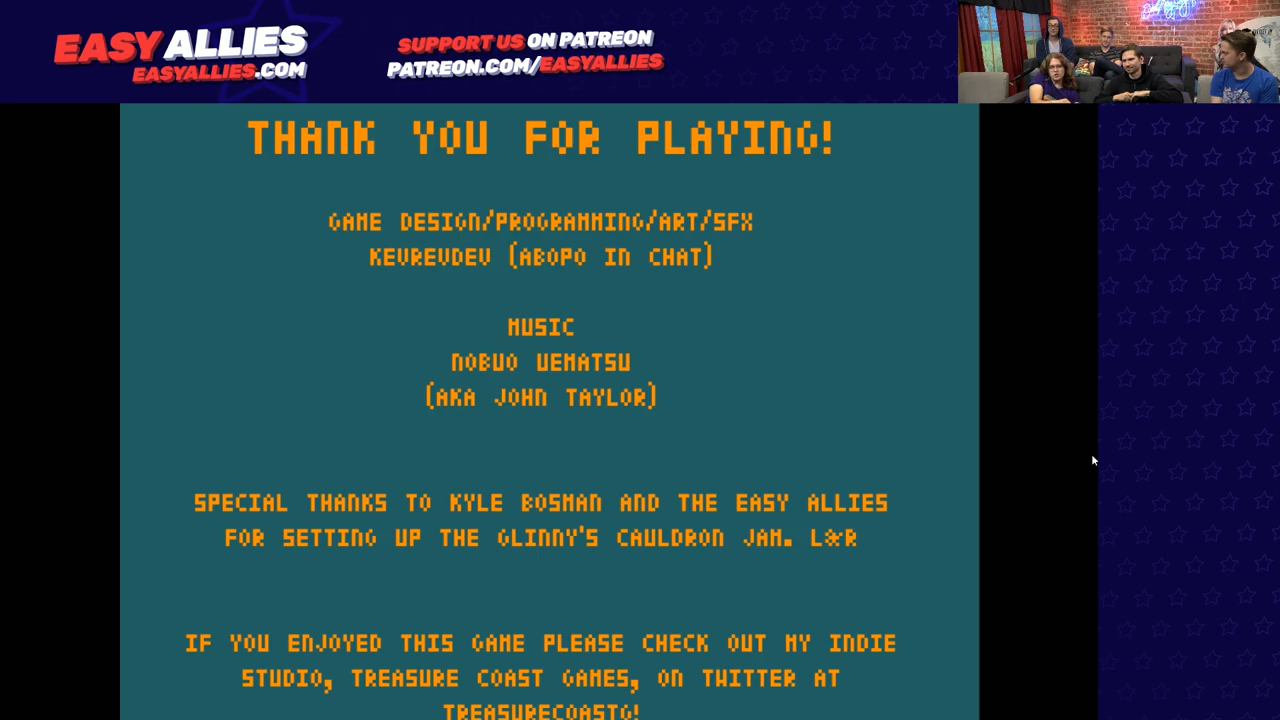 EASY ALLIES
EASYALLIES.COM
SUPPORT US ON PATREON
PATREON.COM/EASYALLIES
THANK YOU FOR PLAYING!
GAME DESIGN/PROGRAMMING/ART/SFX
KEVREVDEV (ABOPO IN CHAT)
MUSIC
NOBUO UEMATSU
(AKA JOHN TAYLOR)
SPECIAL THANKS TO KYLE BOSMAN AND THE EASY ALLIES
FOR SETTING UP THE GLINNY'S CAULDRON JAM. L&R
IF YOU ENJOYED THIS GAME PLEASE CHECK OUT MY INDIE
STUDIO, TREASURE COAST GAMES, ON TWITTER AT
TREASURECOASTG!